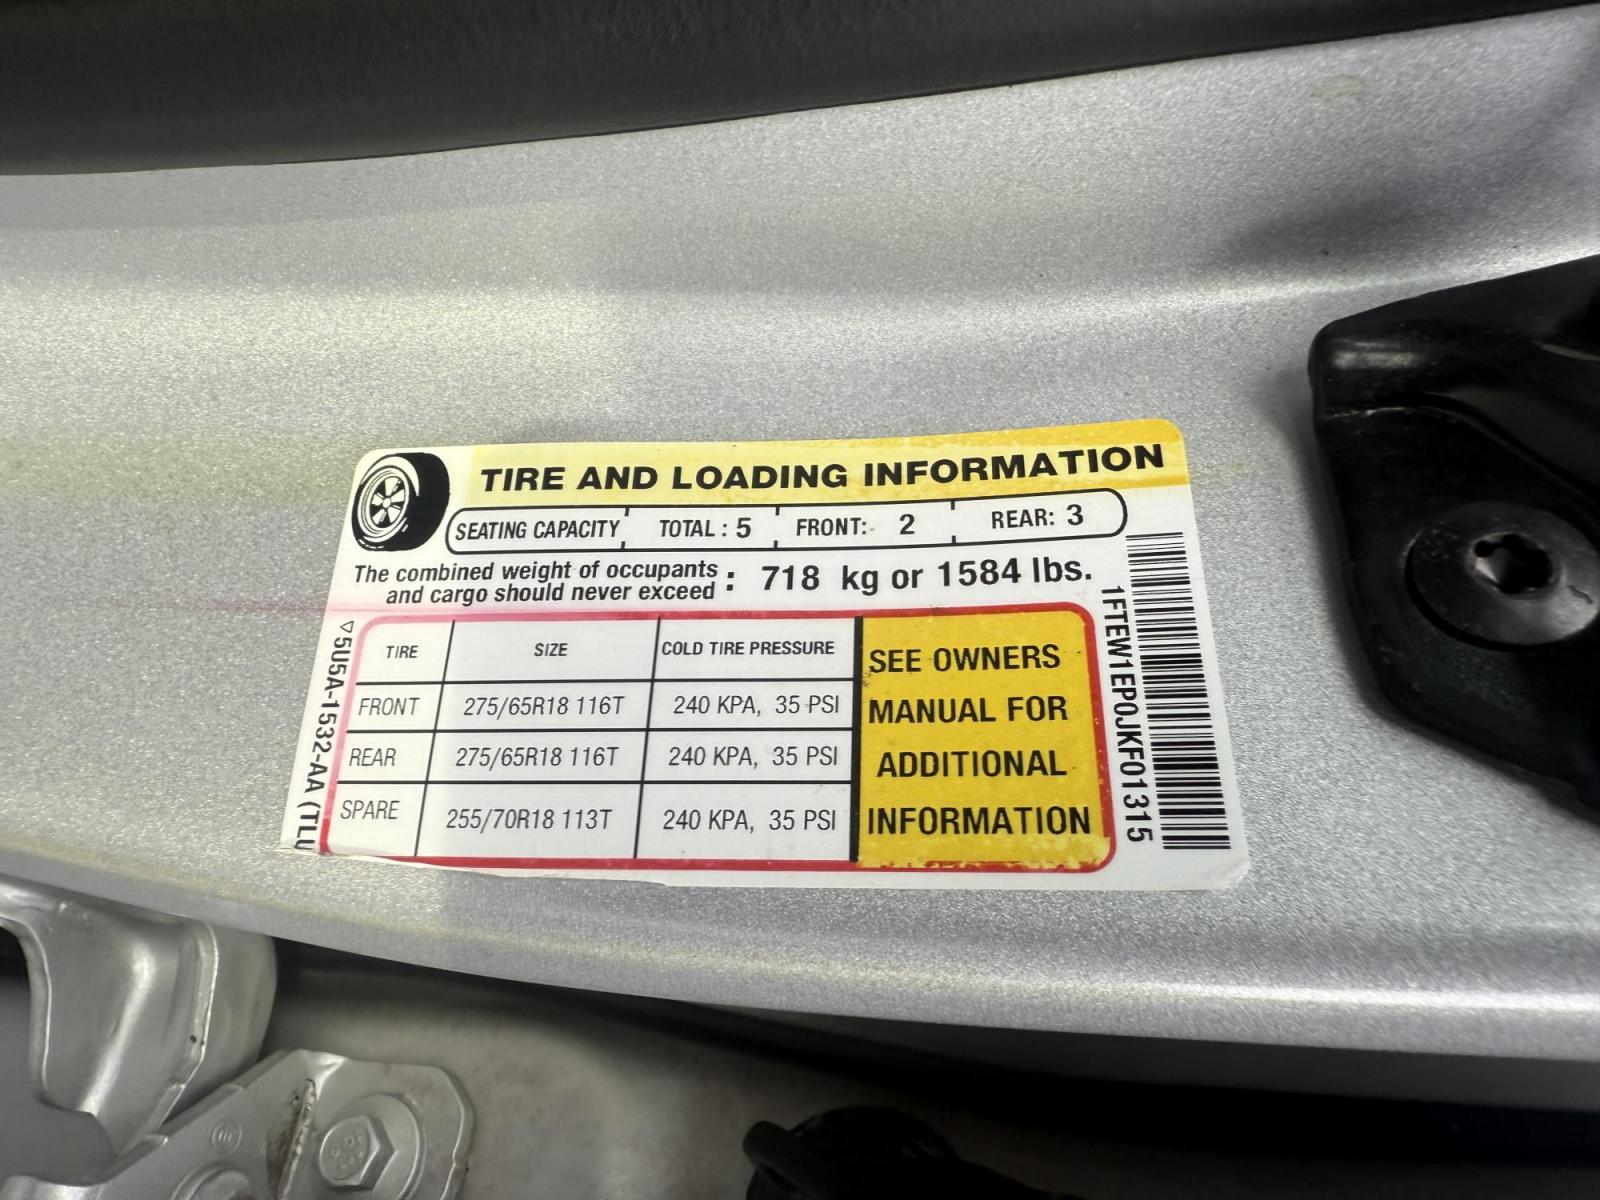 TIRE AND LOADING INFORMATION
SEATING CAPACITY TOTAL : 5 FRONT: 2 REAR: 3
The combined weight of occupants
and cargo should never exceed : 718 kg or 1584 lbs.
TIRE SIZE COLD TIRE PRESSURE
FRONT 275/65R18 116T 240 KPA, 35 PSI
REAR 275/65R18 116T 240 KPA, 35 PSI
SPARE 255/70R18 113T 240 KPA, 35 PSI
SEE OWNERS
MANUAL FOR
ADDITIONAL
INFORMATION
5U5A-1532-AA (TLU
1FTEW1EP0JKF01315